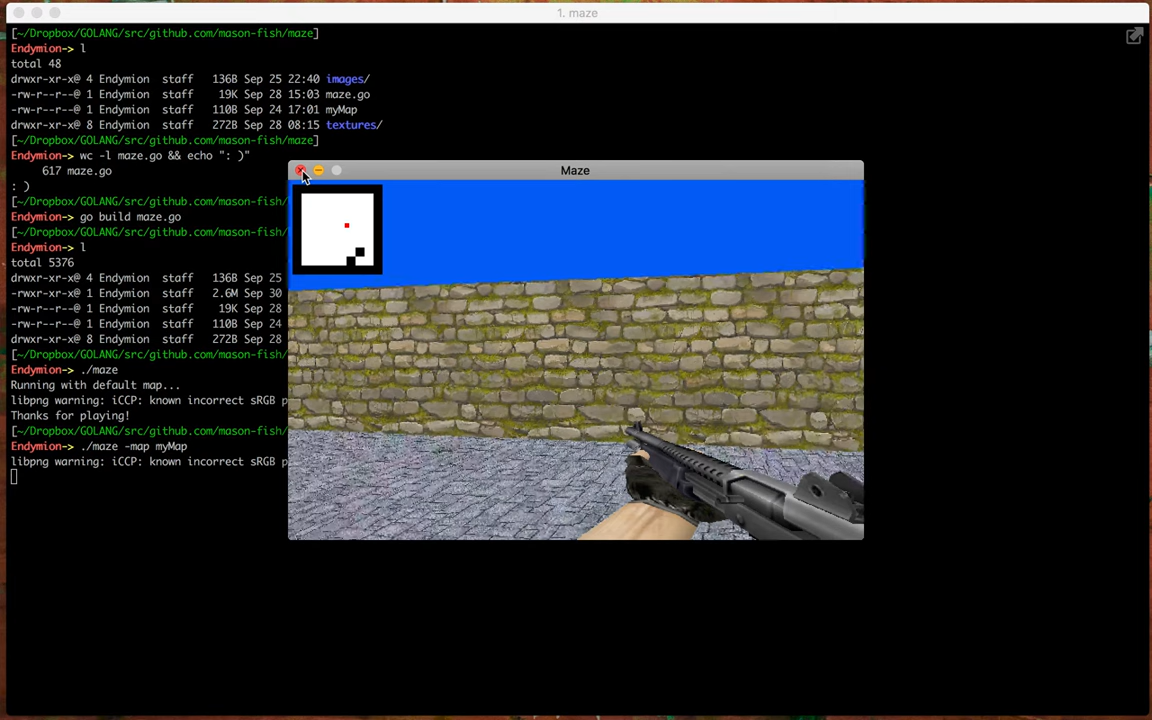 1. maze
[~/Dropbox/GOLANG/src/github.com/mason-fish/maze]
Endymion-> l
total 48
drwxr-xr-x@ 4 Endymion  staff   136B Sep 25 22:40 images/
-rw-r--r--@ 1 Endymion  staff    19K Sep 28 15:03 maze.go
-rw-r--r--@ 1 Endymion  staff   110B Sep 24 17:01 myMap
drwxr-xr-x@ 8 Endymion  staff   272B Sep 28 08:15 textures/
[~/Dropbox/GOLANG/src/github.com/mason-fish/maze]
Endymion-> wc -l maze.go && echo ": )"
617 maze.go
: )
[~/Dropbox/GOLANG/src/github.com/mason-fish/
Endymion-> go build maze.go
[~/Dropbox/GOLANG/src/github.com/mason-fish/
Endymion-> l
total 5376
drwxr-xr-x@ 4 Endymion  staff   136B Sep 25
-rwxr-xr-x@ 1 Endymion  staff   2.6M Sep 30
-rw-r--r--@ 1 Endymion  staff    19K Sep 28
-rw-r--r--@ 1 Endymion  staff   110B Sep 24
drwxr-xr-x@ 8 Endymion  staff   272B Sep 28
[~/Dropbox/GOLANG/src/github.com/mason-fish/
Endymion-> ./maze
Running with default map...
libpng warning: iCCP: known incorrect sRGB p
Thanks for playing!
[~/Dropbox/GOLANG/src/github.com/mason-fish/
Endymion-> ./maze -map myMap
libpng warning: iCCP: known incorrect sRGB p
Maze